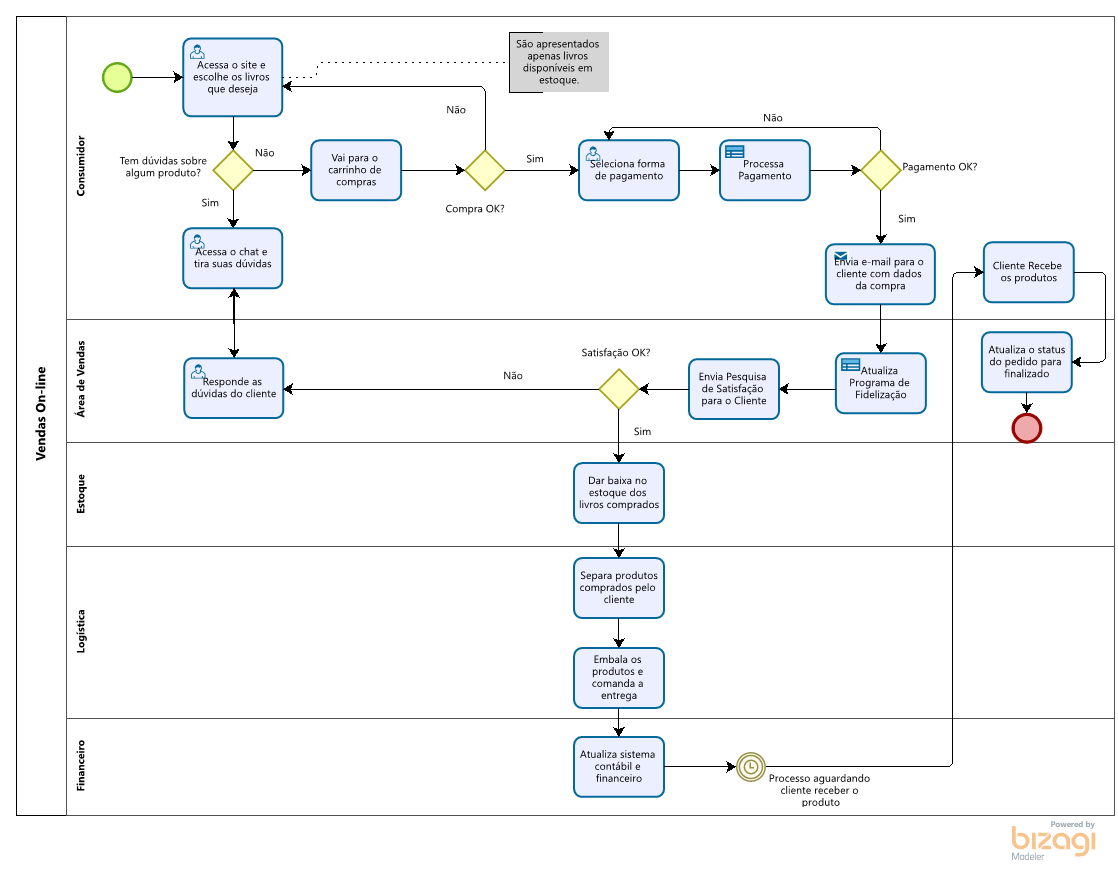 Vendas On-line
Consumidor
Acessa o site e
escolhe os livros
que deseja
São apresentados
apenas livros
disponíveis em
estoque.
Tem dúvidas sobre
algum produto?
Não
Sim
Vai para o
carrinho de
compras
Não
Compra OK?
Sim
Seleciona forma
de pagamento
Processa
Pagamento
Não
Pagamento OK?
Sim
Acessa o chat e
tira suas dúvidas
Envia e-mail para o
cliente com dados
da compra
Cliente Recebe
os produtos
Área de Vendas
Responde as
dúvidas do cliente
Não
Satisfação OK?
Sim
Envia Pesquisa
de Satisfação
para o Cliente
Atualiza
Programa de
Fidelização
Atualiza o status
do pedido para
finalizado
Estoque
Dar baixa no
estoque dos
livros comprados
Logística
Separa produtos
comprados pelo
cliente
Embala os
produtos e
comanda a
entrega
Financeiro
Atualiza sistema
contábil e
financeiro
Processo aguardando
cliente receber o
produto
Powered by
bizagi
Modeler